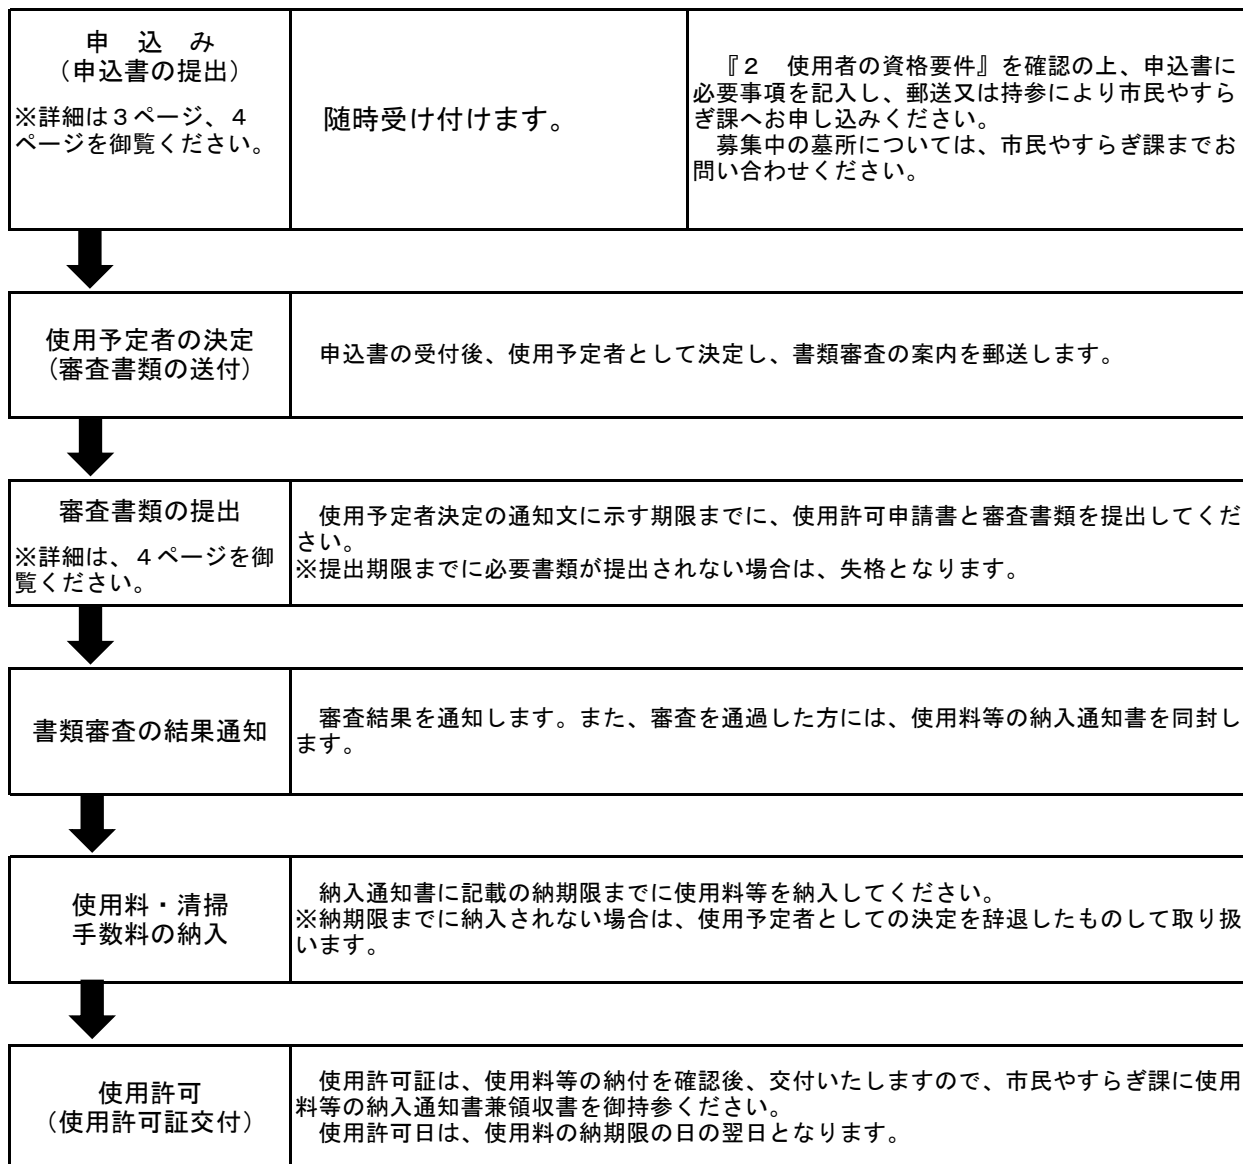 申　込　み
（申込書の提出）
※詳細は３ページ、４
ページを御覧ください。
随時受け付けます。
『２　使用者の資格要件』を確認の上、申込書に
必要事項を記入し、郵送又は持参により市民やすら
ぎ課へお申し込みください。
募集中の墓所については、市民やすらぎ課までお
問い合わせください。
使用予定者の決定
（審査書類の送付）
申込書の受付後、使用予定者として決定し、書類審査の案内を郵送します。
審査書類の提出
※詳細は、４ページを御
覧ください。
使用予定者決定の通知文に示す期限までに、使用許可申請書と審査書類を提出してくだ
さい。
※提出期限までに必要書類が提出されない場合は、失格となります。
書類審査の結果通知
審査結果を通知します。また、審査を通過した方には、使用料等の納入通知書を同封し
ます。
使用料・清掃
手数料の納入
納入通知書に記載の納期限までに使用料等を納入してください。
※納期限までに納入されない場合は、使用予定者としての決定を辞退したものして取り扱
います。
使用許可
（使用許可証交付）
使用許可証は、使用料等の納付を確認後、交付いたしますので、市民やすらぎ課に使用
料等の納入通知書兼領収書を御持参ください。
使用許可日は、使用料の納期限の日の翌日となります。